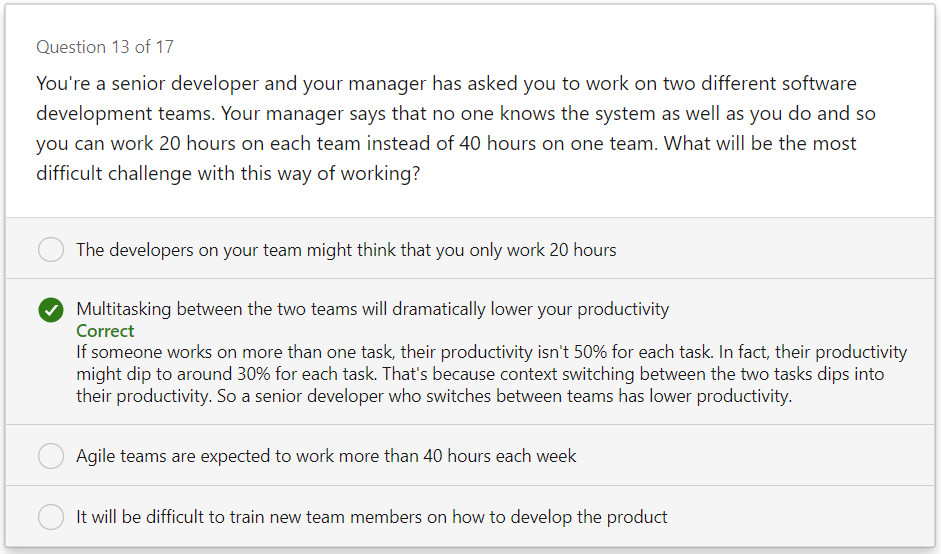 Question 13 of 17
You're a senior developer and your manager has asked you to work on two different software
development teams. Your manager says that no one knows the system as well as you do and so
you can work 20 hours on each team instead of 40 hours on one team. What will be the most
difficult challenge with this way of working?
The developers on your team might think that you only work 20 hours
Multitasking between the two teams will dramatically lower your productivity
Correct
If someone works on more than one task, their productivity isn't 50% for each task. In fact, their productivity
might dip to around 30% for each task. That's because context switching between the two tasks dips into
their productivity. So a senior developer who switches between teams has lower productivity.
Agile teams are expected to work more than 40 hours each week
It will be difficult to train new team members on how to develop the product